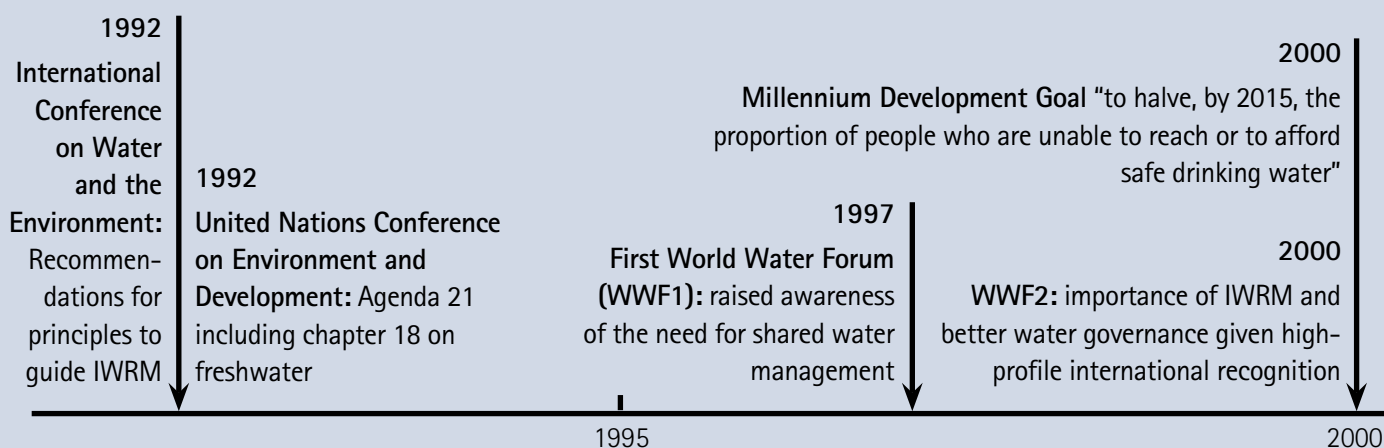 1992
International
Conference
on Water
and the
Environment:
Recommen-
dations for
principles to
guide IWRM
1992
United Nations Conference
on Environment and
Development: Agenda 21
including chapter 18 on
freshwater
1997
First World Water Forum
(WWF1): raised awareness
of the need for shared water
management
2000
Millennium Development Goal "to halve, by 2015, the
proportion of people who are unable to reach or to afford
safe drinking water"
2000
WWF2: importance of IWRM and
better water governance given high-
profile international recognition
1995
2000